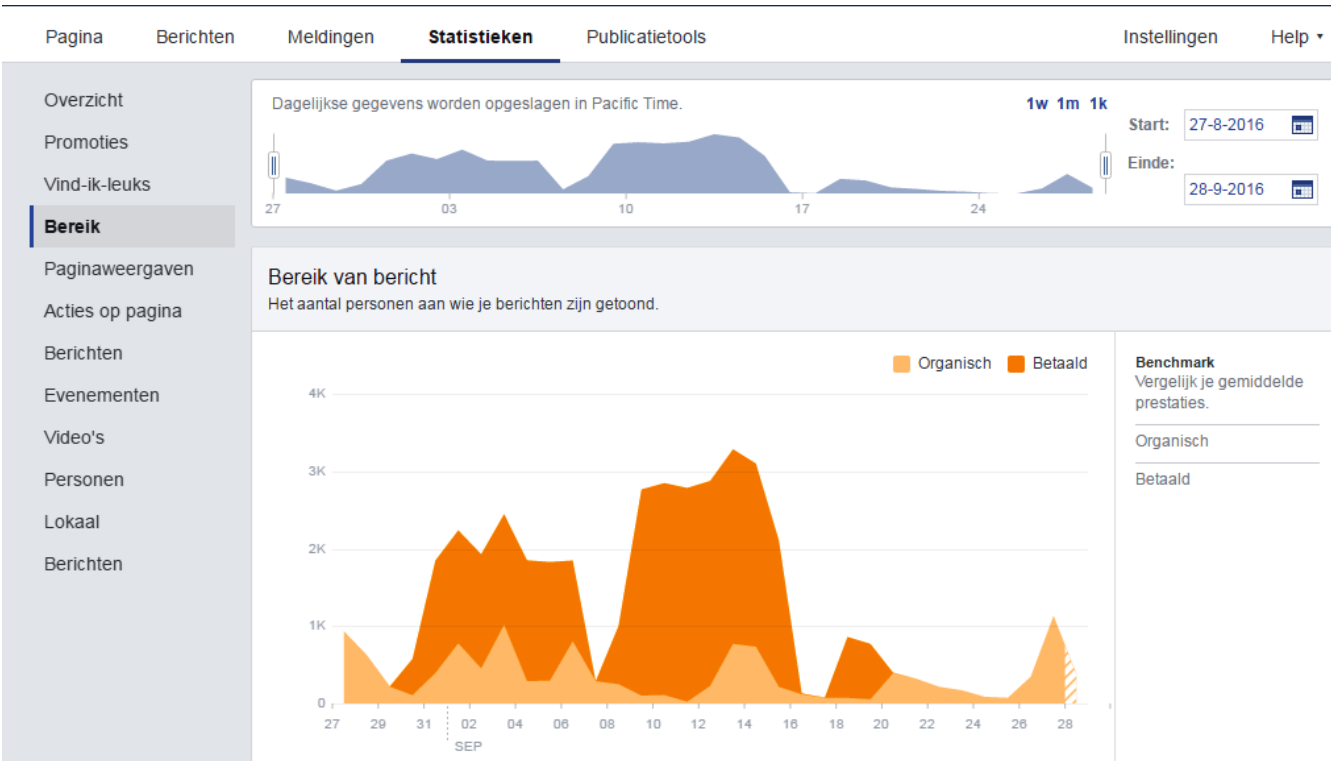 Pagina Berichten Meldingen Statistieken Publicatietools Instellingen Help
Overzicht
Promoties
Vind-ik-leuks
Bereik
Paginaweergaven
Acties op pagina
Berichten
Evenementen
Video's
Personen
Lokaal
Berichten
Dagelijkse gegevens worden opgeslagen in Pacific Time.
1w 1m 1k
27 03 10 17 24
Start: 27-8-2016
Einde:
28-9-2016
Bereik van bericht
Het aantal personen aan wie je berichten zijn getoond.
Organisch Betaald
4K
3K
2K
1K
0
27 29 31 02 04 06 08 10 12 14 16 18 20 22 24 26 28
SEP
Benchmark
Vergelijk je gemiddelde
prestaties.
Organisch
Betaald